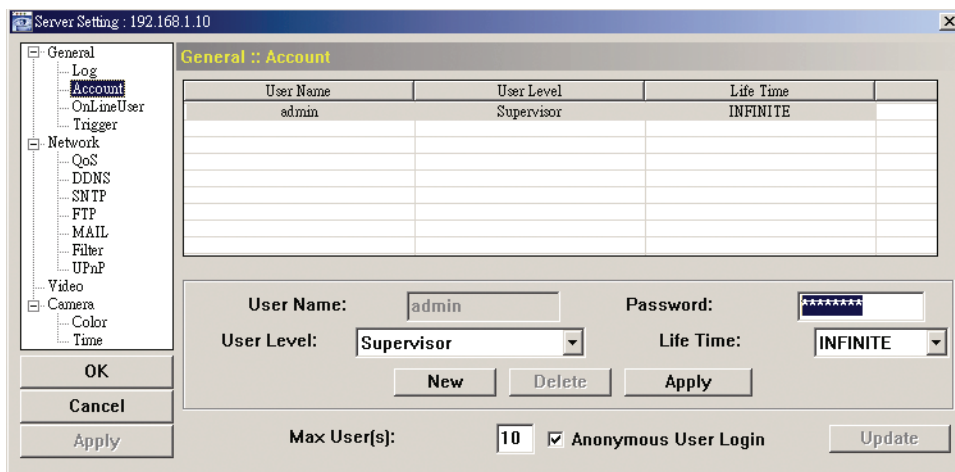 Server Setting : 192.168.1.10
General
Log
Account
OnLineUser
Trigger
Network
QoS
DDNS
SNTP
FTP
MAIL
Filter
UPnP
Video
Camera
Color
Time
OK
Cancel
Apply
General :: Account
User Name User Level Life Time
admin Supervisor INFINITE
User Name: admin Password: ********
User Level: Supervisor Life Time: INFINITE
New Delete Apply
Max User(s): 10 Anonymous User Login Update